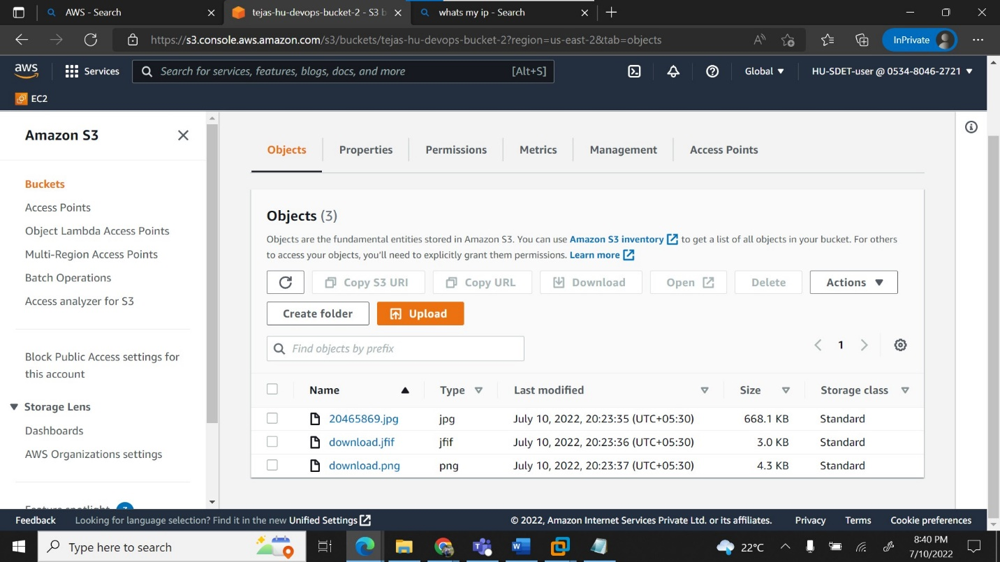 AWS - Search
tejas-hu-devops-bucket-2 - S3 b
whats my ip - Search
https://s3.console.aws.amazon.com/s3/buckets/tejas-hu-devops-bucket-2?region=us-east-2&tab=objects
InPrivate
aws
Services
Search for services, features, blogs, docs, and more
[Alt+S]
Global
HU-SDET-user @ 0534-8046-2721
EC2
Amazon S3
Buckets
Access Points
Object Lambda Access Points
Multi-Region Access Points
Batch Operations
Access analyzer for S3
Block Public Access settings for
this account
Storage Lens
Dashboards
AWS Organizations settings
Feature spotlight
Objects Properties Permissions Metrics Management Access Points
Objects (3)
Objects are the fundamental entities stored in Amazon S3. You can use Amazon S3 inventory to get a list of all objects in your bucket. For others
to access your objects, you'll need to explicitly grant them permissions. Learn more
Copy S3 URI Copy URL Download Open Delete Actions
Create folder Upload
Find objects by prefix
1
Name Type Last modified Size Storage class
20465869.jpg jpg July 10, 2022, 20:23:35 (UTC+05:30) 668.1 KB Standard
download.jfif jfif July 10, 2022, 20:23:36 (UTC+05:30) 3.0 KB Standard
download.png png July 10, 2022, 20:23:37 (UTC+05:30) 4.3 KB Standard
Feedback Looking for language selection? Find it in the new Unified Settings © 2022, Amazon Internet Services Private Ltd. or its affiliates. Privacy Terms Cookie preferences
Type here to search
22°C
8:40 PM
7/10/2022